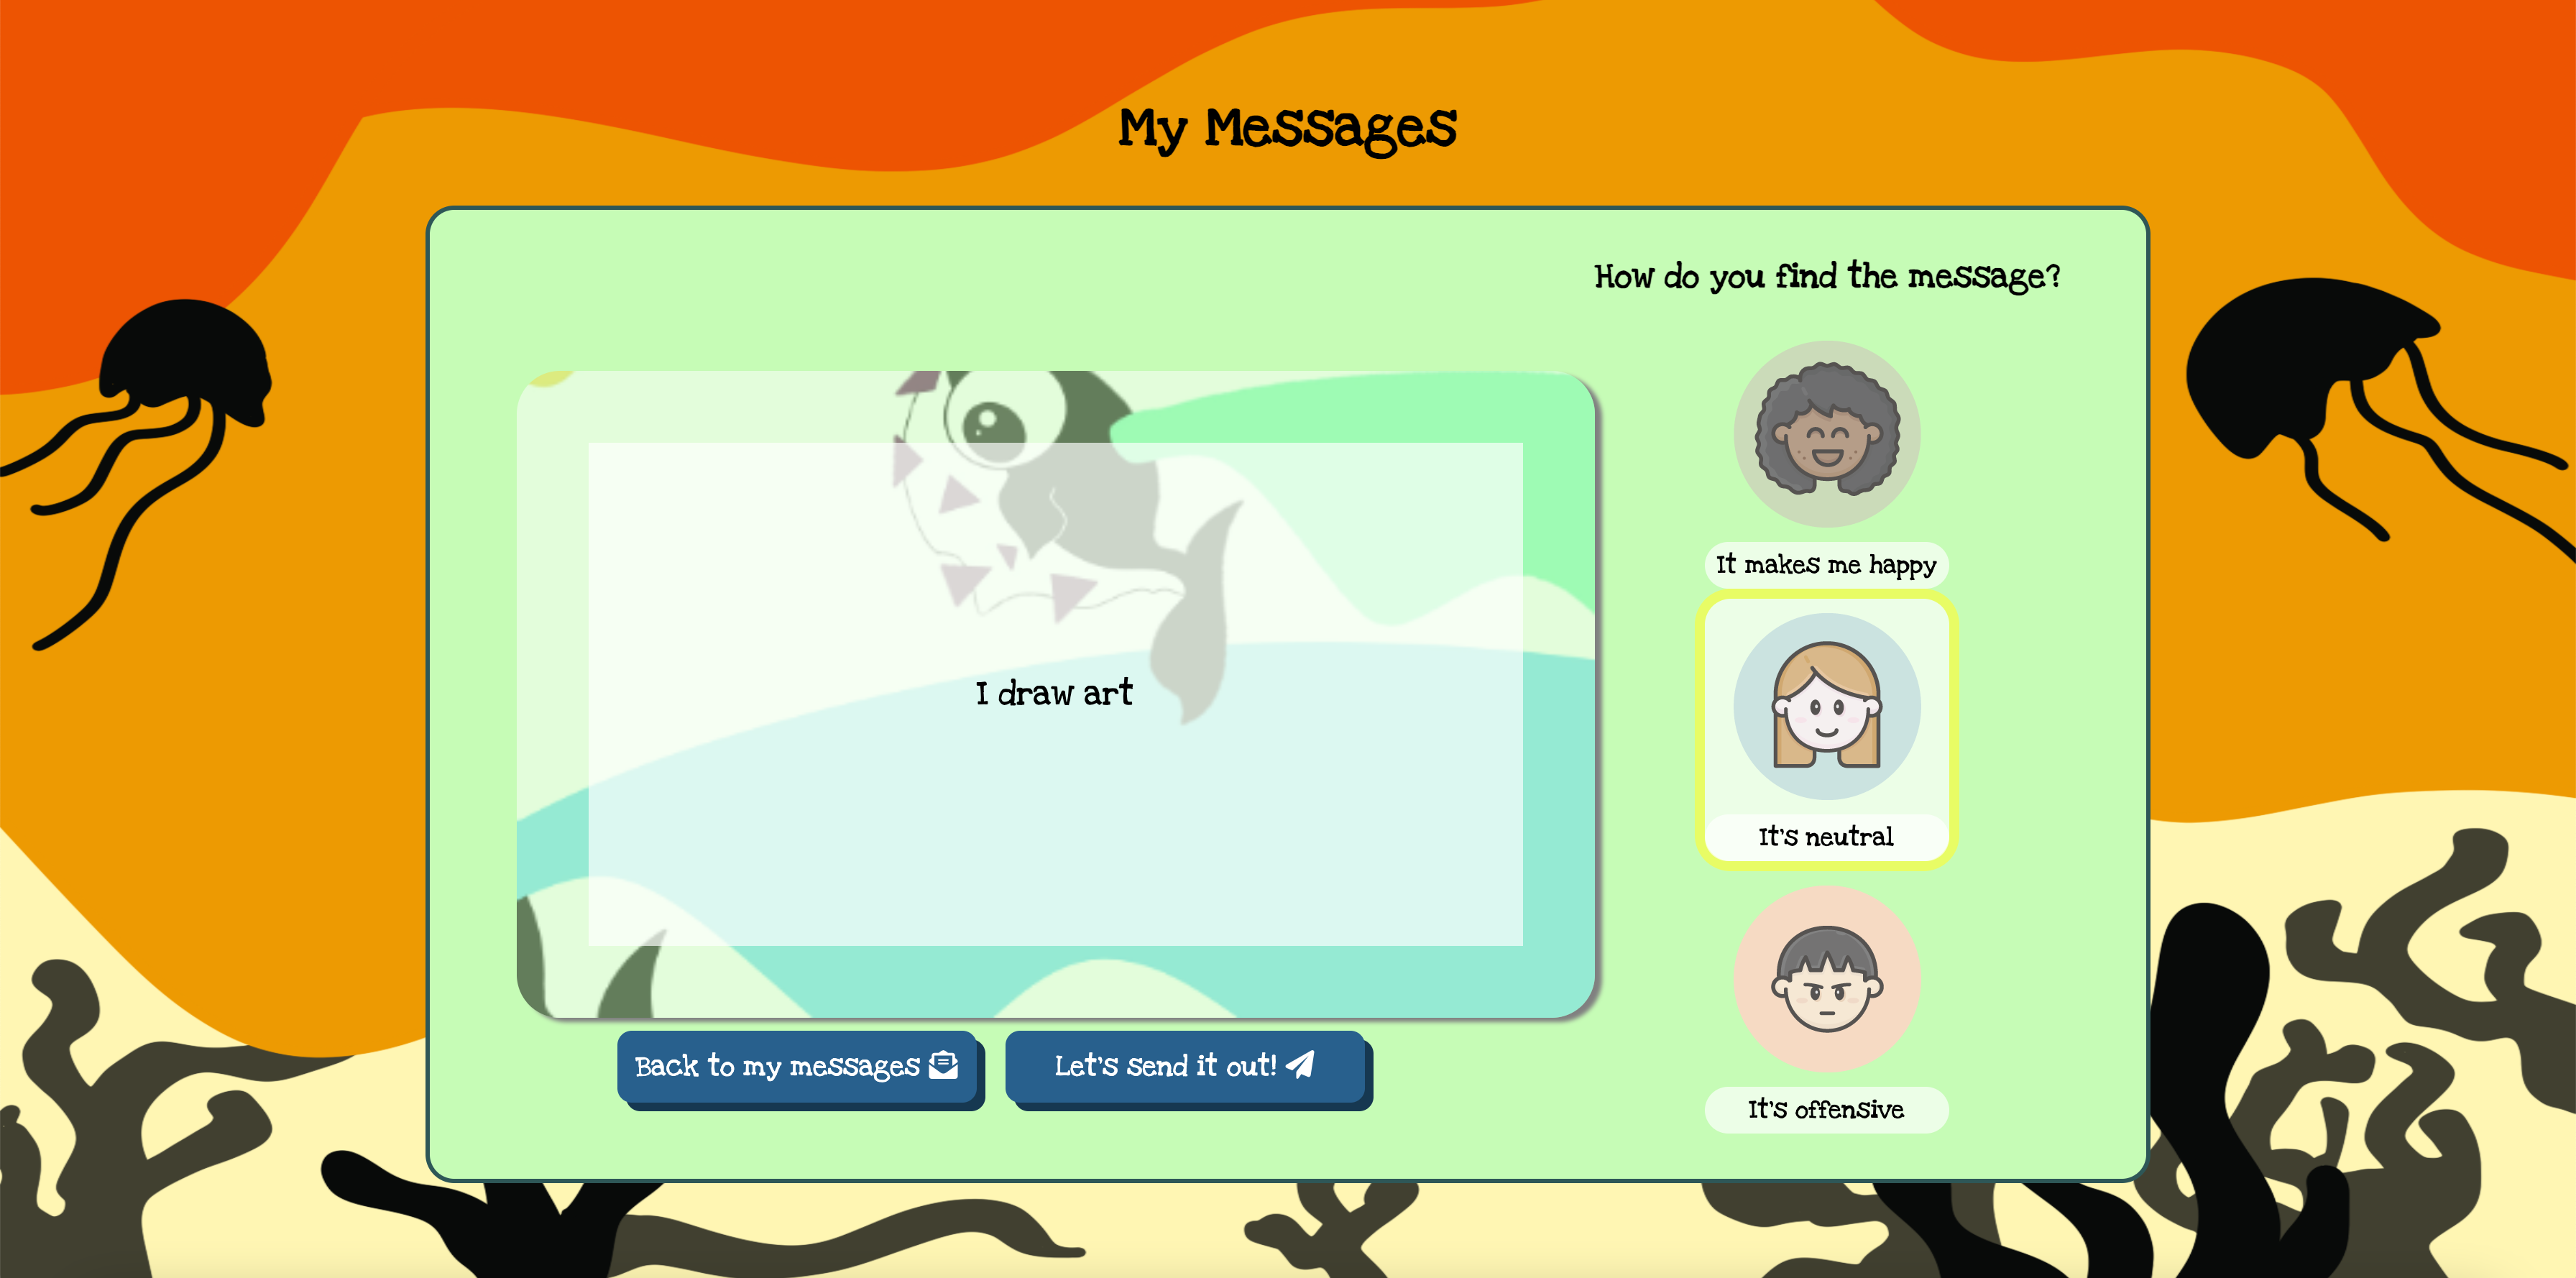 My Messages
How do you find the message?
It makes me happy
I draw art
It's neutral
Back to my messages
Let's send it out!
It's offensive